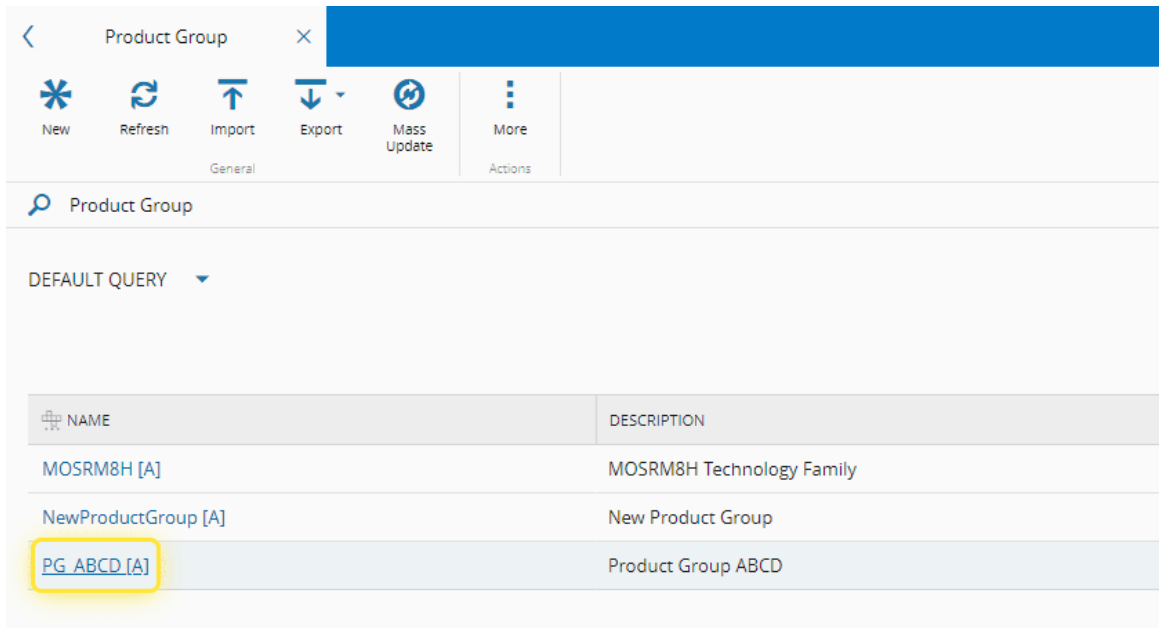 Product Group
New Refresh Import Export Mass Update More
General Actions
Product Group
DEFAULT QUERY
NAME DESCRIPTION
MOSRM8H [A] MOSRM8H Technology Family
NewProductGroup [A] New Product Group
PG_ABCD [A] Product Group ABCD